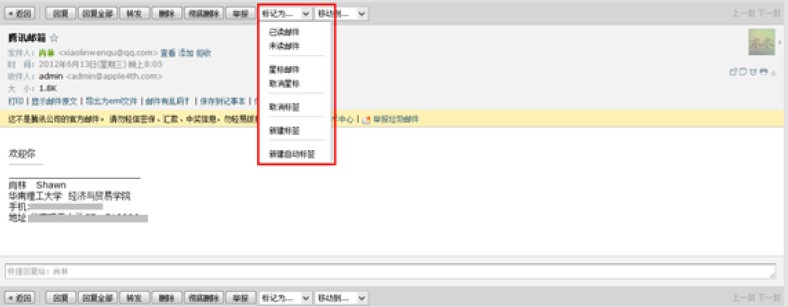 «返回 回复 回复全部 转发 删除 彻底删除 举报 标记为... 移动到... 上一封 下一封
腾讯邮箱 ☆
发件人：肖林 <xiaolinwenqu@qq.com> 查看 添加 拒收
时 间：2012年6月13日(星期三) 晚上8:05
收件人：admin <admin@apple4th.com>
大 小：1.8K
打印 | 显示邮件原文 | 导出为eml文件 | 邮件有乱码? | 保存到记事本 |
这不是腾讯公司的官方邮件。 请勿轻信密保、汇款、中奖信息，勿轻易 中心 | 举报垃圾邮件
已读邮件
未读邮件
星标邮件
取消星标
取消标签
新建标签
新建自动标签
欢迎你
肖林 Shawn
华南理工大学 经济与贸易学院
手机:
地址
快捷回复给：肖林
«返回 回复 回复全部 转发 删除 彻底删除 举报 标记为... 移动到... 上一封 下一封